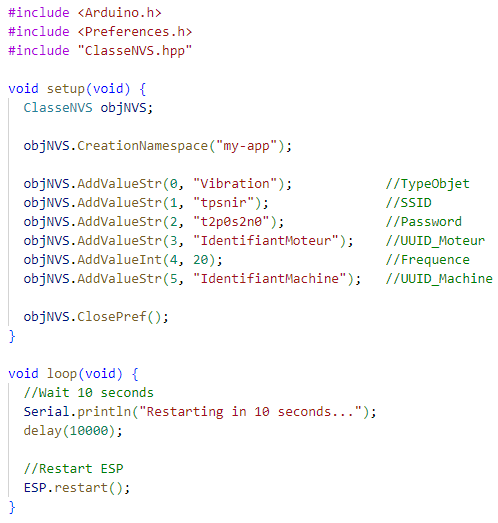 #include <Arduino.h>
#include <Preferences.h>
#include "ClasseNVS.hpp"
void setup(void) {
ClasseNVS objNVS;
objNVS.CreationNamespace("my-app");
objNVS.AddValueStr(0, "Vibration"); //TypeObjet
objNVS.AddValueStr(1, "tpsnir"); //SSID
objNVS.AddValueStr(2, "t2p0s2n0"); //Password
objNVS.AddValueStr(3, "IdentifiantMoteur"); //UUID_Moteur
objNVS.AddValueInt(4, 20); //Frequence
objNVS.AddValueStr(5, "IdentifiantMachine"); //UUID_Machine
objNVS.ClosePref();
}
void loop(void) {
//Wait 10 seconds
Serial.println("Restarting in 10 seconds...");
delay(10000);
//Restart ESP
ESP.restart();
}